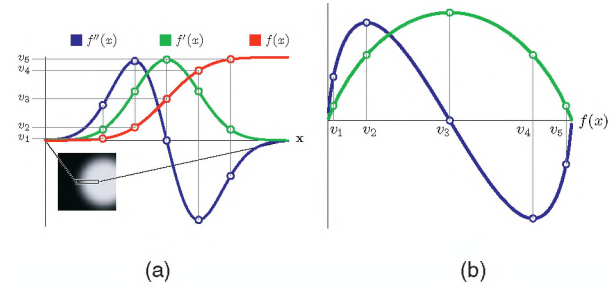 f''(x) f'(x) f(x)
v₅
v₄
v₃
v₂
v₁
x
f(x)
v₁ v₂ v₃ v₄ v₅
(a) (b)